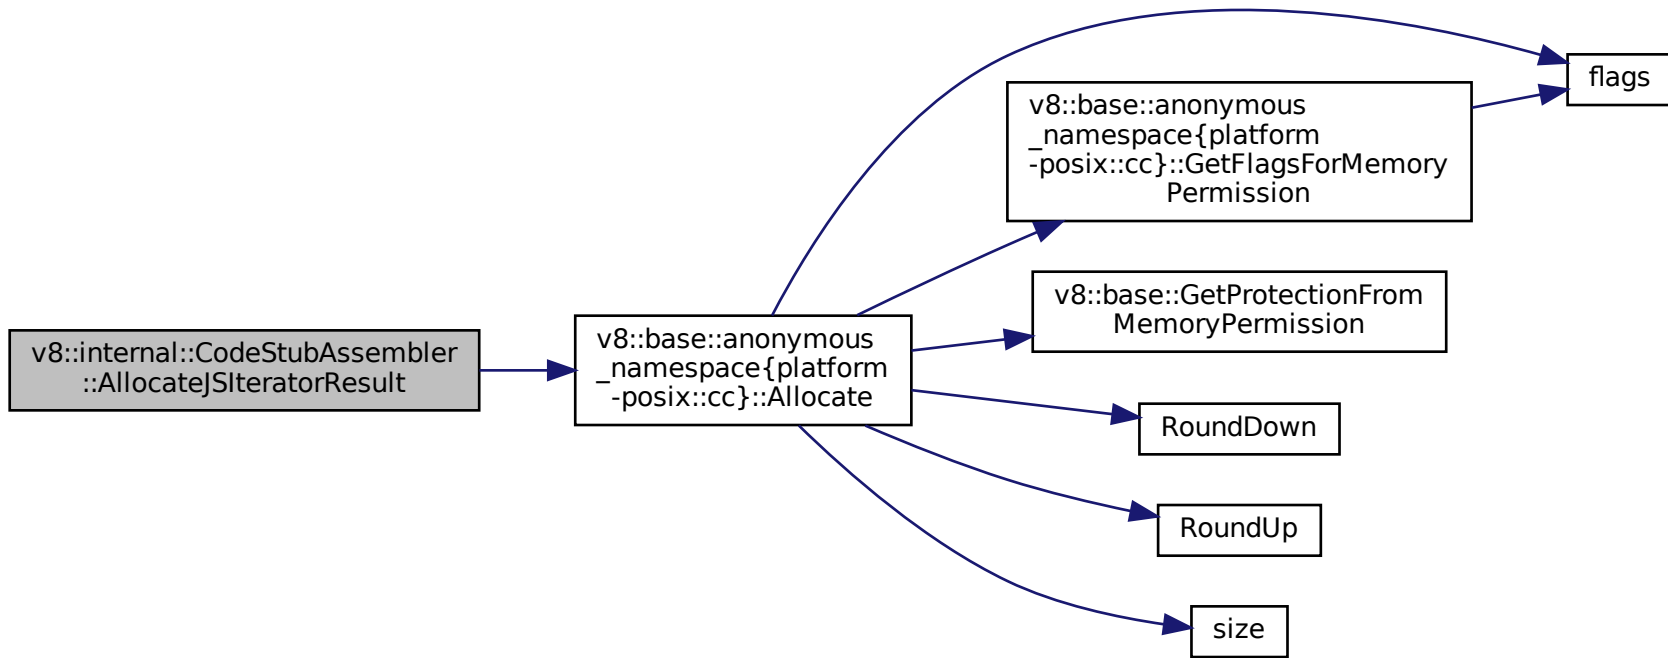 v8::internal::CodeStubAssembler
::AllocateJSIteratorResult
v8::base::anonymous
_namespace{platform
-posix::cc}::Allocate
flags
v8::base::anonymous
_namespace{platform
-posix::cc}::GetFlagsForMemory
Permission
v8::base::GetProtectionFrom
MemoryPermission
RoundDown
RoundUp
size